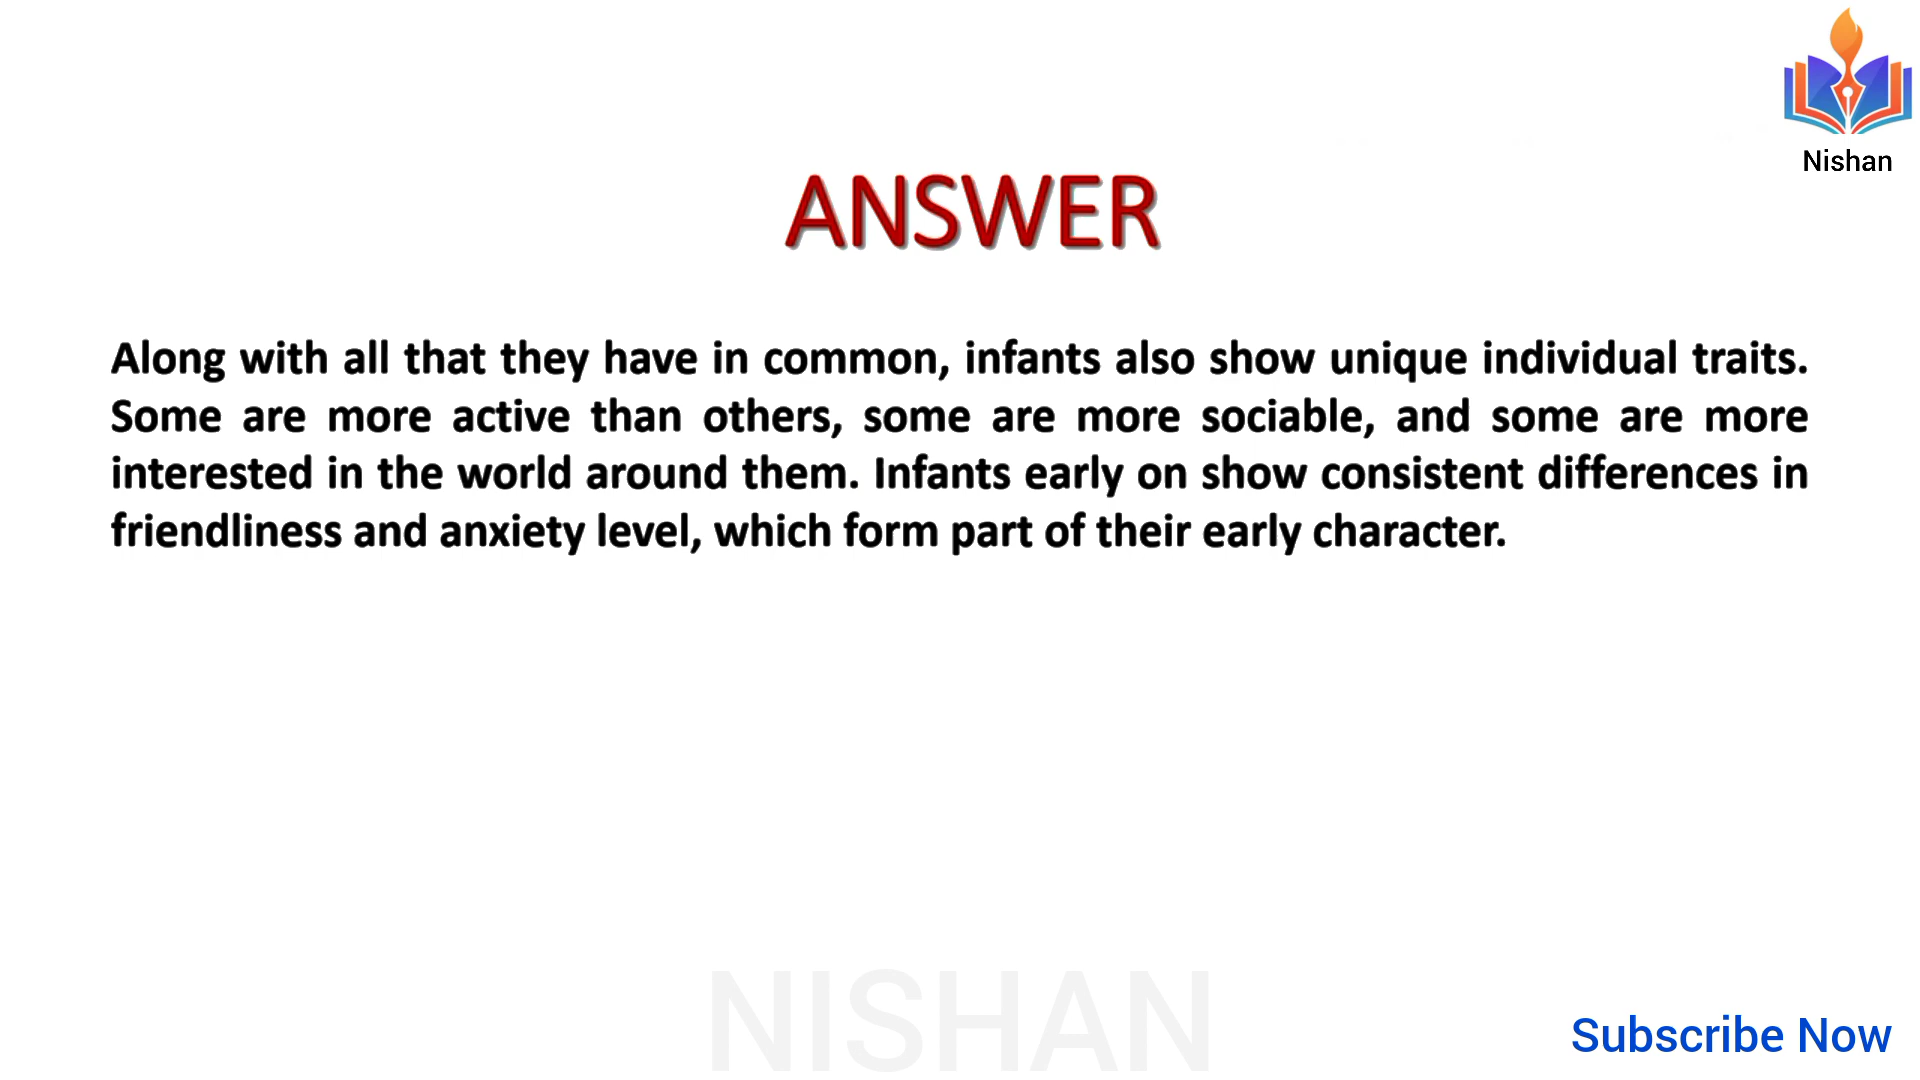 Nishan
ANSWER
Along with all that they have in common, infants also show unique individual traits.
Some are more active than others, some are more sociable, and some are more
interested in the world around them. Infants early on show consistent differences in
friendliness and anxiety level, which form part of their early character.
NISHAN
Subscribe Now